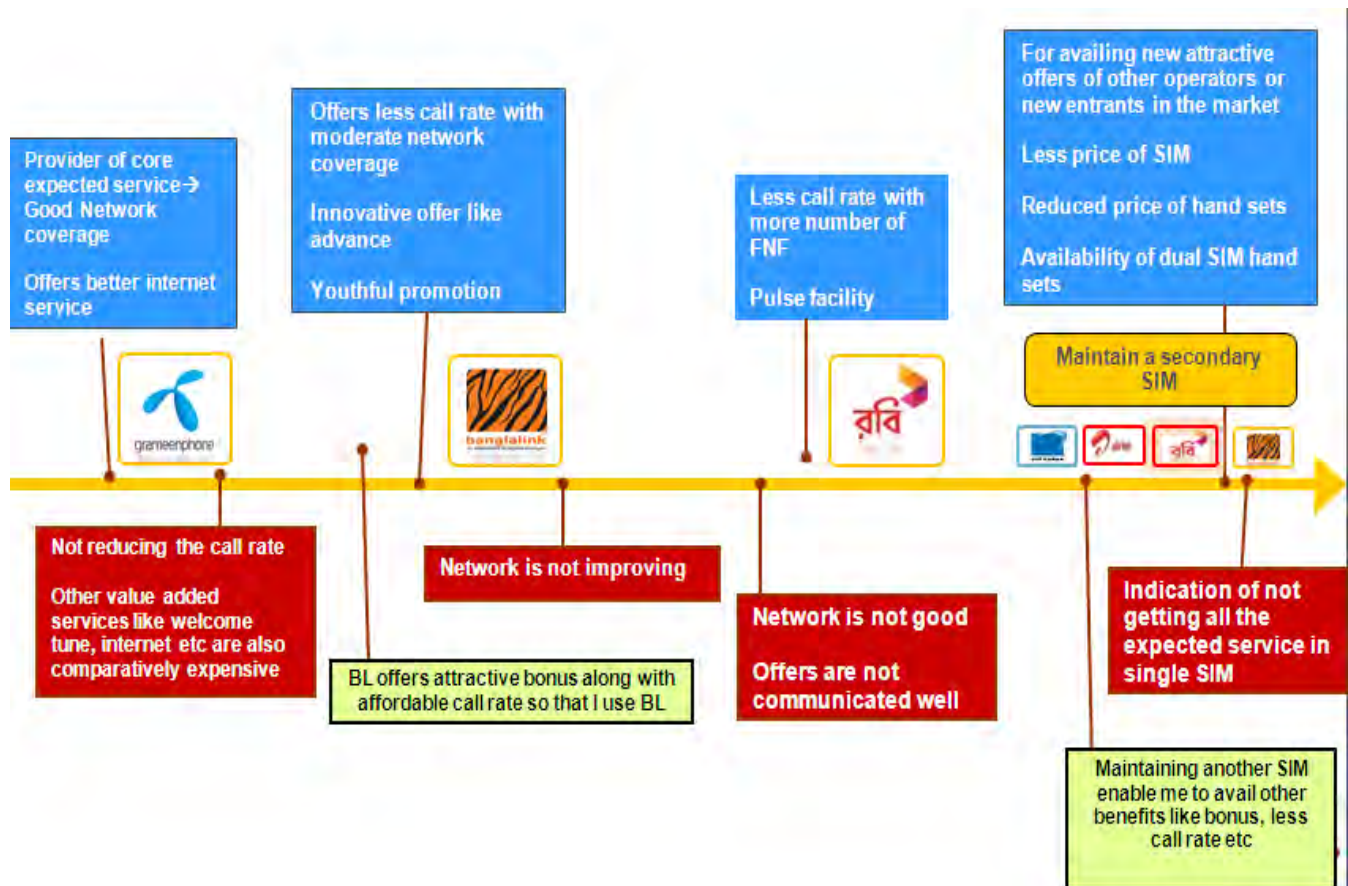 For availing new attractive
offers of other operators or
new entrants in the market
Less price of SIM
Reduced price of hand sets
Availability of dual SIM hand
sets
Offers less call rate with
moderate network
coverage
Innovative offer like
advance
Youthful promotion
Provider of core
expected service→
Good Network
coverage
Offers better internet
service
Less call rate with
more number of
FNF
Pulse facility
Maintain a secondary
SIM
grameenphone
banglalink
রবি
রবি
Not reducing the call rate
Other value added
services like welcome
tune, internet etc are also
comparatively expensive
Network is not improving
BL offers attractive bonus along with
affordable call rate so that I use BL
Network is not good
Offers are not
communicated well
Indication of not
getting all the
expected service in
single SIM
Maintaining another SIM
enable me to avail other
benefits like bonus, less
call rate etc